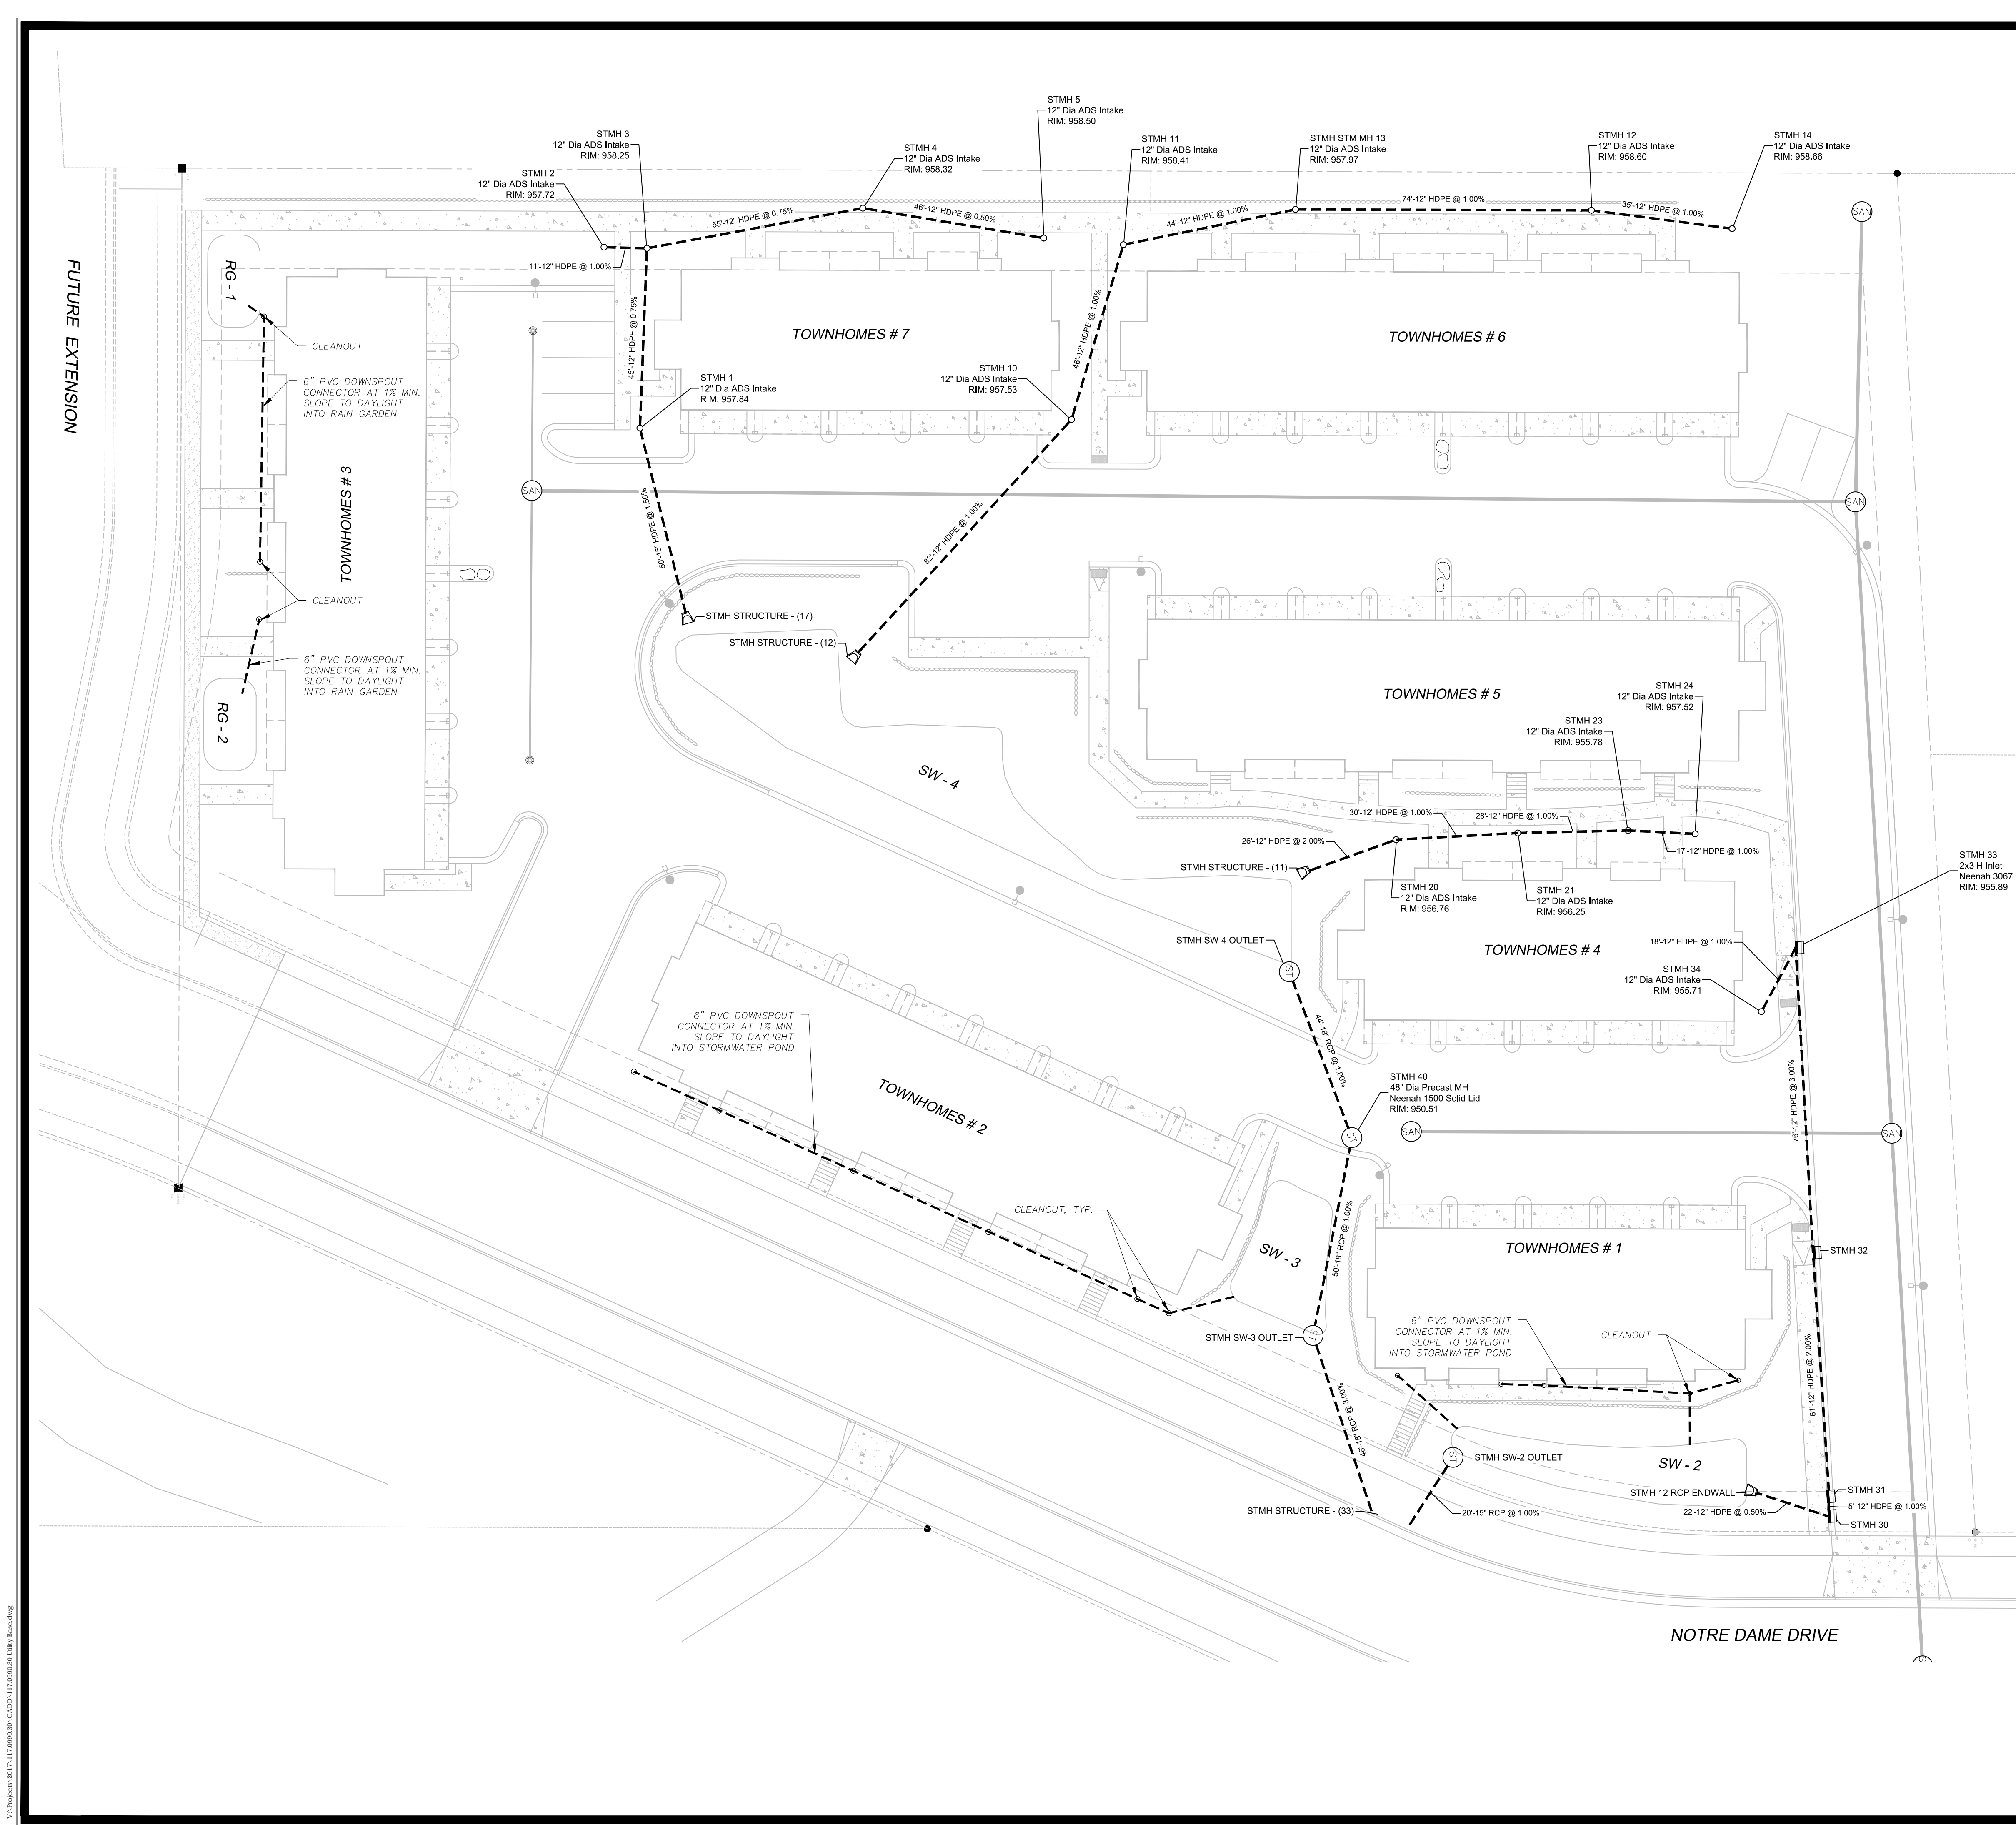 STMH 5
12" Dia ADS Intake
RIM: 958.50
STMH 3
12" Dia ADS Intake
RIM: 958.25
STMH 4
12" Dia ADS Intake
RIM: 958.32
STMH 11
12" Dia ADS Intake
RIM: 958.41
STMH STM MH 13
12" Dia ADS Intake
RIM: 957.97
STMH 12
12" Dia ADS Intake
RIM: 958.60
STMH 14
12" Dia ADS Intake
RIM: 958.66
STMH 2
12" Dia ADS Intake
RIM: 957.72
55'-12" HDPE @ 0.75%
46'-12" HDPE @ 0.50%
44'-12" HDPE @ 1.00%
74'-12" HDPE @ 1.00%
35'-12" HDPE @ 1.00%
SAN
11'-12" HDPE @ 1.00%
FUTURE EXTENSION
RG - 1
CLEANOUT
6" PVC DOWNSPOUT
CONNECTOR AT 1% MIN.
SLOPE TO DAYLIGHT
INTO RAIN GARDEN
TOWNHOMES # 3
45'-12" HDPE @ 0.75%
TOWNHOMES # 7
46'-12" HDPE @ 1.00%
TOWNHOMES # 6
STMH 1
12" Dia ADS Intake
RIM: 957.84
STMH 10
12" Dia ADS Intake
RIM: 957.53
SAN
SAN
50'-15" HDPE @ 1.50%
82'-12" HDPE @ 1.00%
CLEANOUT
STMH STRUCTURE - (17)
STMH STRUCTURE - (12)
6" PVC DOWNSPOUT
CONNECTOR AT 1% MIN.
SLOPE TO DAYLIGHT
INTO RAIN GARDEN
RG - 2
TOWNHOMES # 5
STMH 24
12" Dia ADS Intake
RIM: 957.52
STMH 23
12" Dia ADS Intake
RIM: 955.78
SW - 4
30'-12" HDPE @ 1.00%
28'-12" HDPE @ 1.00%
26'-12" HDPE @ 2.00%
17'-12" HDPE @ 1.00%
STMH STRUCTURE - (11)
STMH 20
12" Dia ADS Intake
RIM: 956.76
STMH 21
12" Dia ADS Intake
RIM: 956.25
STMH 33
2x3 H Inlet
Neenah 3067
RIM: 955.89
STMH SW-4 OUTLET
ST
TOWNHOMES # 4
18'-12" HDPE @ 1.00%
STMH 34
12" Dia ADS Intake
RIM: 955.71
6" PVC DOWNSPOUT
CONNECTOR AT 1% MIN.
SLOPE TO DAYLIGHT
INTO STORMWATER POND
44'-18" RCP @ 1.00%
TOWNHOMES # 2
STMH 40
48" Dia Precast MH
Neenah 1500 Solid Lid
RIM: 950.51
ST
SAN
SAN
76'-12" HDPE @ 3.00%
CLEANOUT, TYP.
SW - 3
50'-18" RCP @ 1.00%
TOWNHOMES # 1
STMH 32
STMH SW-3 OUTLET
ST
6" PVC DOWNSPOUT
CONNECTOR AT 1% MIN.
SLOPE TO DAYLIGHT
INTO STORMWATER POND
CLEANOUT
61'-12" HDPE @ 2.00%
46'-18" RCP @ 3.00%
ST
STMH SW-2 OUTLET
SW - 2
STMH 12 RCP ENDWALL
STMH 31
5'-12" HDPE @ 1.00%
STMH STRUCTURE - (33)
20'-15" RCP @ 1.00%
22'-12" HDPE @ 0.50%
STMH 30
NOTRE DAME DRIVE
S
V:\Projects\2017\117.0990.30\CADD\117.0990.30 Utility Base.dwg